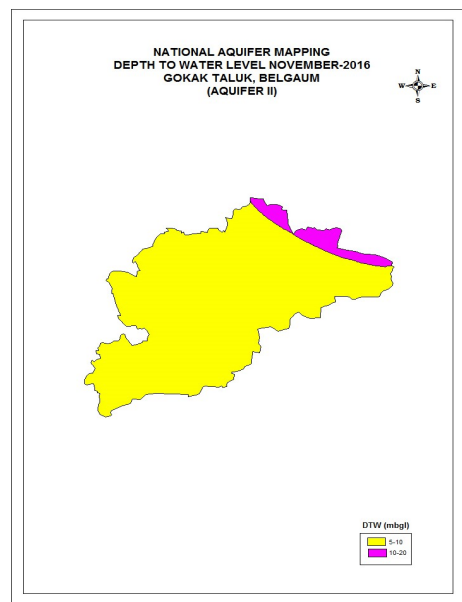 NATIONAL AQUIFER MAPPING
DEPTH TO WATER LEVEL NOVEMBER-2016
GOKAK TALUK, BELGAUM
(AQUIFER II)
N
W E
S
DTW (mbgl)
5-10
10-20